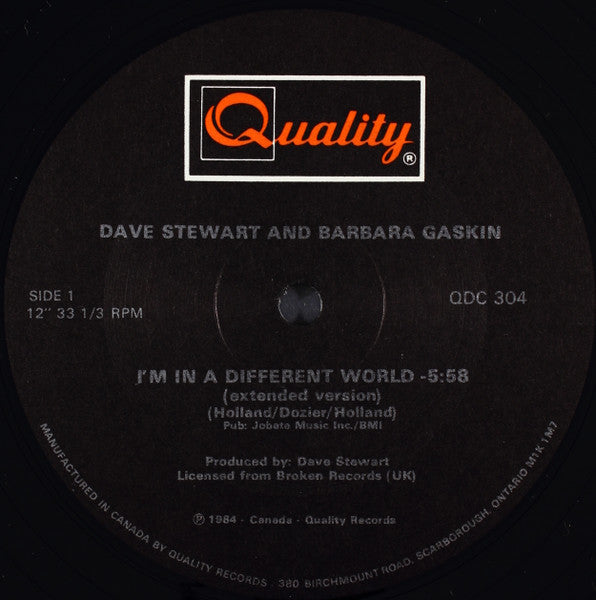 Quality ®
DAVE STEWART AND BARBARA GASKIN
SIDE 1
12" 33 1/3 RPM
QDC 304
I'M IN A DIFFERENT WORLD -5:58
(extended version)
(Holland/Dozier/Holland)
Pub: Jobete Music Inc./BMI
Produced by: Dave Stewart
Licensed from Broken Records (UK)
℗ 1984 · Canada · Quality Records
MANUFACTURED IN CANADA BY QUALITY RECORDS · 380 BIRCHMOUNT ROAD, SCARBOROUGH, ONTARIO M1K 1M7